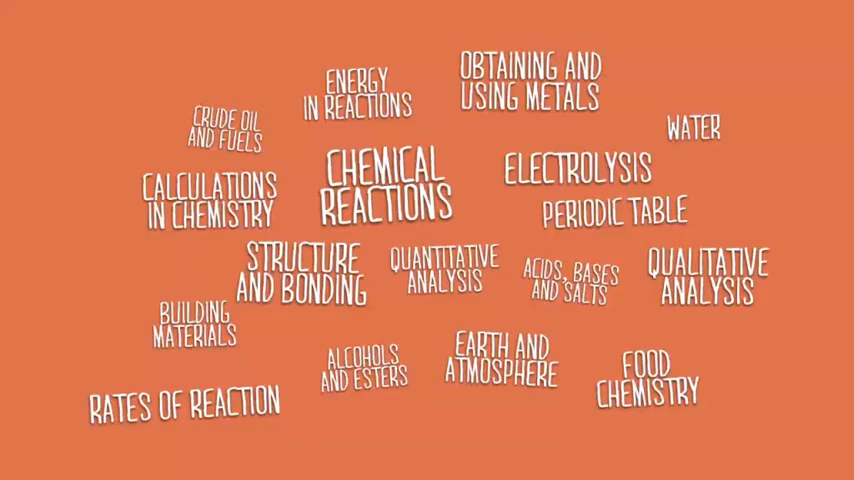 OBTAINING AND
USING METALS
ENERGY
IN REACTIONS
CRUDE OIL
AND FUELS
WATER
CHEMICAL
REACTIONS
ELECTROLYSIS
CALCULATIONS
IN CHEMISTRY
PERIODIC TABLE
STRUCTURE
AND BONDING
QUANTITATIVE
ANALYSIS
ACIDS, BASES
AND SALTS
QUALITATIVE
ANALYSIS
BUILDING
MATERIALS
ALCOHOLS
AND ESTERS
EARTH AND
ATMOSPHERE
FOOD
CHEMISTRY
RATES OF REACTION